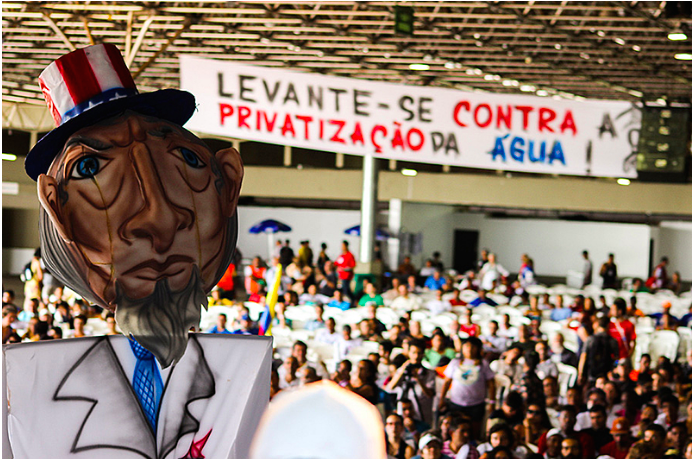 LEVANTE-SE CONTRA A
PRIVATIZAÇÃO DA ÁGUA!